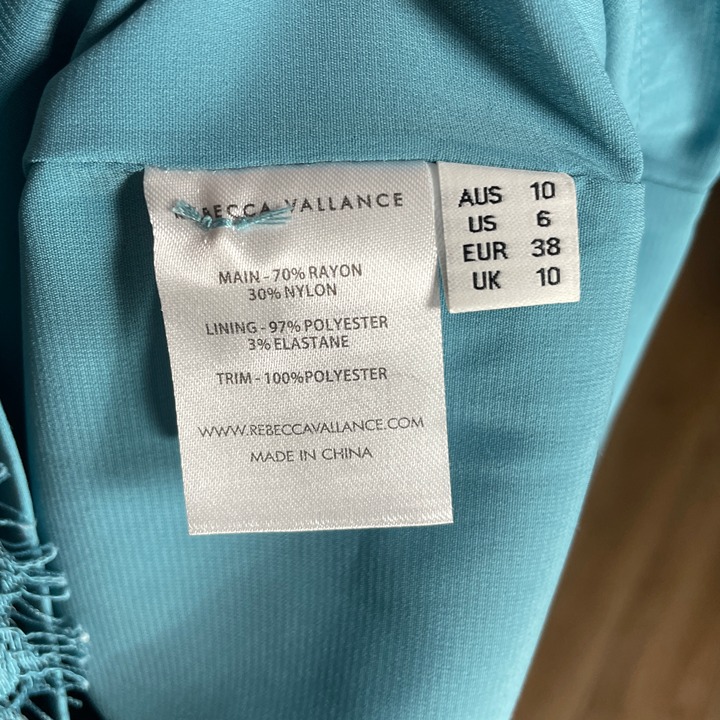 REBECCA VALLANCE
MAIN - 70% RAYON
30% NYLON
LINING - 97% POLYESTER
3% ELASTANE
TRIM - 100%POLYESTER
WWW.REBECCAVALLANCE.COM
MADE IN CHINA
AUS 10
US 6
EUR 38
UK 10